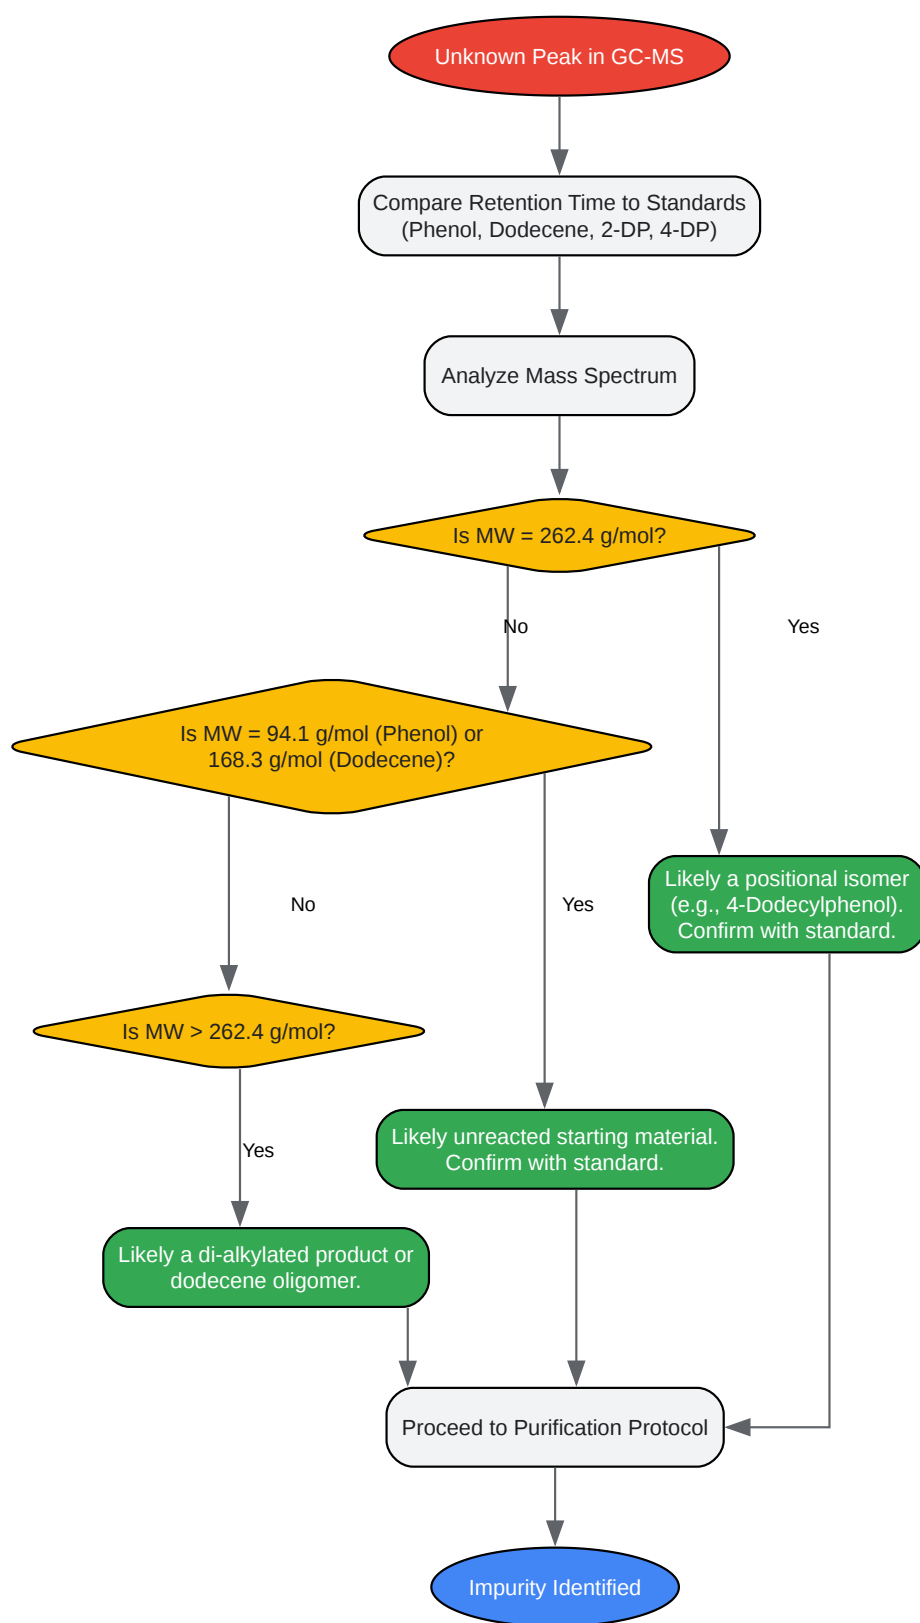 Unknown Peak in GC-MS
Compare Retention Time to Standards
(Phenol, Dodecene, 2-DP, 4-DP)
Analyze Mass Spectrum
Is MW = 262.4 g/mol?
No
Yes
Is MW = 94.1 g/mol (Phenol) or
168.3 g/mol (Dodecene)?
Likely a positional isomer
(e.g., 4-Dodecylphenol).
Confirm with standard.
No
Yes
Is MW > 262.4 g/mol?
Likely unreacted starting material.
Confirm with standard.
Yes
Likely a di-alkylated product or
dodecene oligomer.
Proceed to Purification Protocol
Impurity Identified